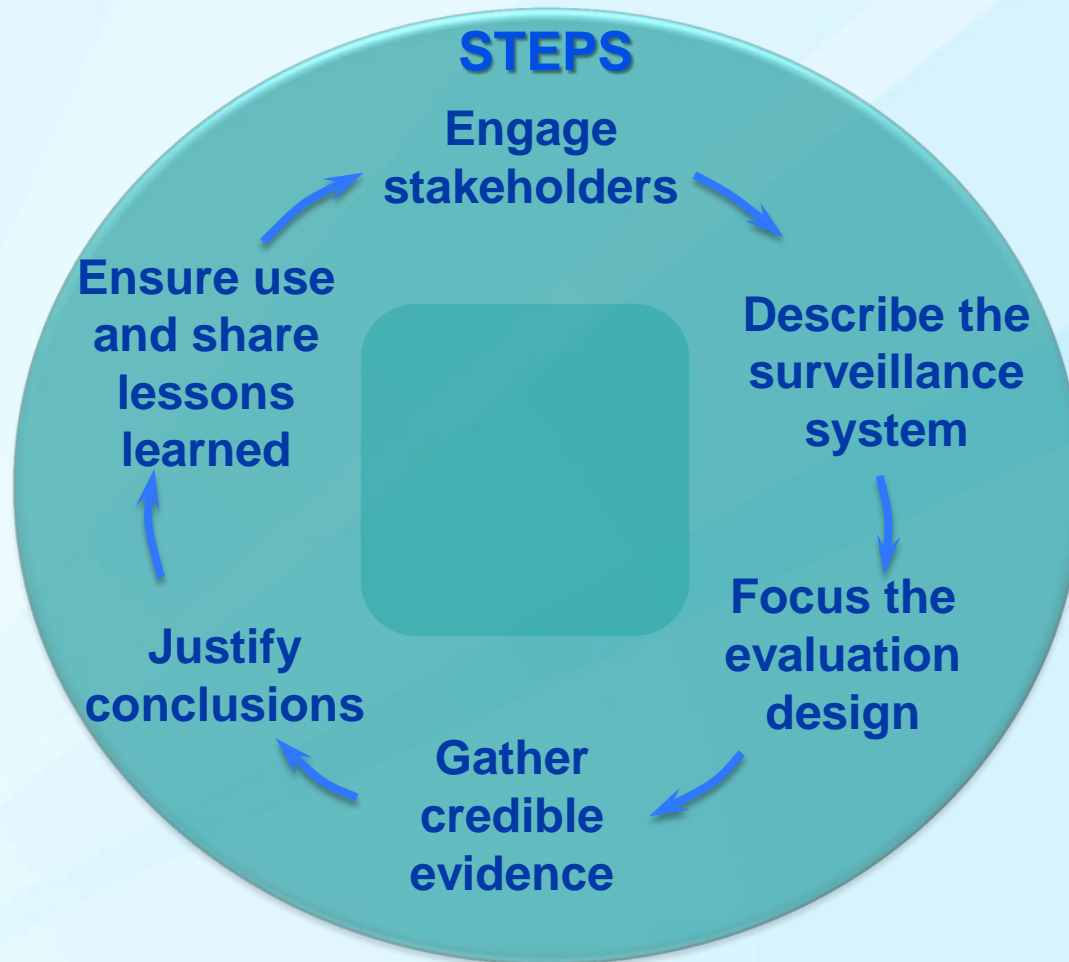 STEPS
Engage
stakeholders
Describe the
surveillance
system
Focus the
evaluation
design
Gather
credible
evidence
Justify
conclusions
Ensure use
and share
lessons
learned